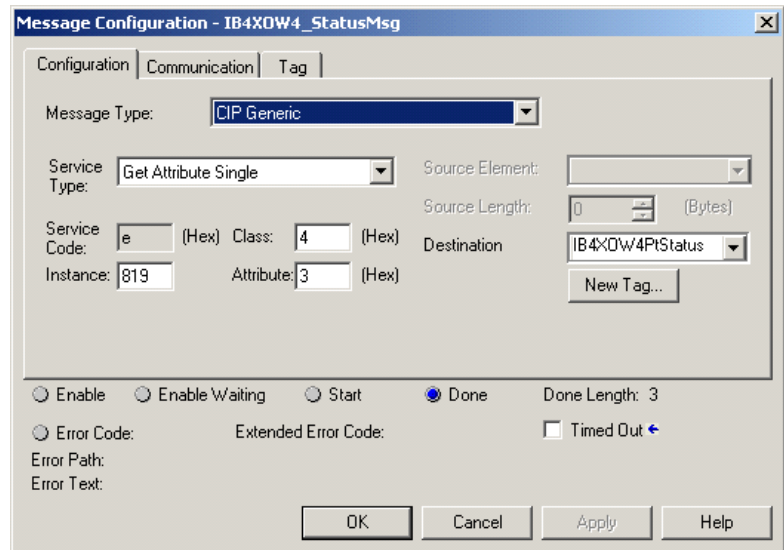 Message Configuration - IB4XOW4_StatusMsg
Configuration Communication Tag
Message Type: CIP Generic
Service Type: Get Attribute Single Source Element:
Source Length: 0 (Bytes)
Service Code: e (Hex) Class: 4 (Hex) Destination IB4XOW4PtStatus
Instance: 819 Attribute: 3 (Hex) New Tag...
Enable Enable Waiting Start Done Done Length: 3
Error Code: Extended Error Code: Timed Out
Error Path:
Error Text:
OK Cancel Apply Help